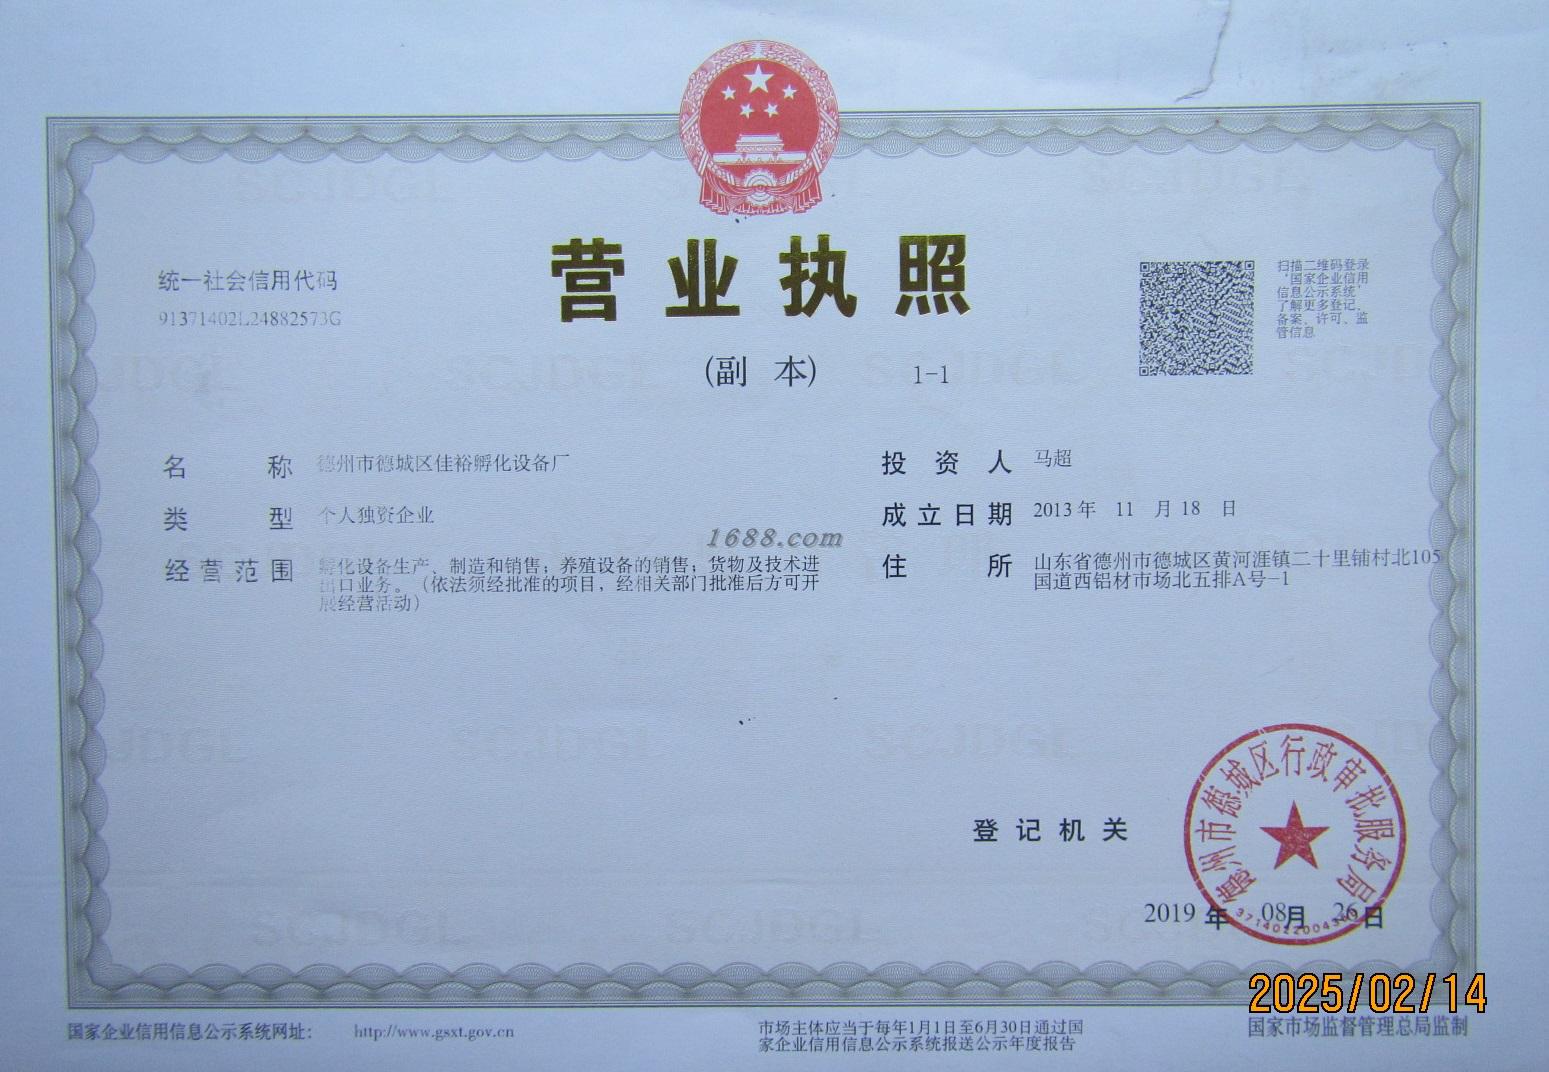 营业执照
(副 本) 1-1
统一社会信用代码
91371402L24882573G
扫描二维码登录
‘国家企业信用
信息公示系统’
了解更多登记、
备案、许可、监
管信息
名 称 德州市德城区佳裕孵化设备厂
类 型 个人独资企业
经营范围 孵化设备生产、制造和销售；养殖设备的销售；货物及技术进
出口业务。（依法须经批准的项目，经相关部门批准后方可开
展经营活动）
投资人 马超
成立日期 2013年 11 月18 日
住 所 山东省德州市德城区黄河涯镇二十里铺村北105
国道西铝材市场北五排A号-1
1688.com
登记机关
德州市德城区行政审批服务局
2019 年 08月 26日
2025/02/14
国家企业信用信息公示系统网址： http://www.gsxt.gov.cn
市场主体应当于每年1月1日至6月30日通过国
家企业信用信息公示系统报送公示年度报告
国家市场监督管理总局监制